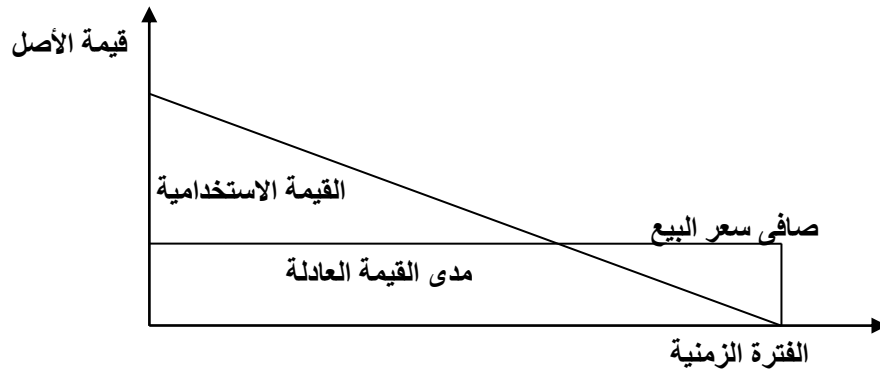 قيمة الأصل
القيمة الاستخدامية
صافى سعر البيع
مدى القيمة العادلة
الفترة الزمنية